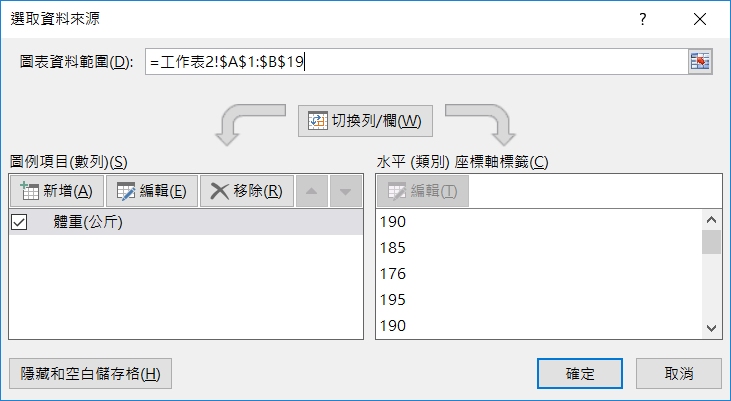 選取資料來源
?
圖表資料範圍(D): =工作表2!$A$1:$B$19
切換列/欄(W)
圖例項目(數列)(S)
新增(A) 編輯(E) 移除(R)
體重(公斤)
水平 (類別) 座標軸標籤(C)
編輯(T)
190
185
176
195
190
隱藏和空白儲存格(H)
確定 取消